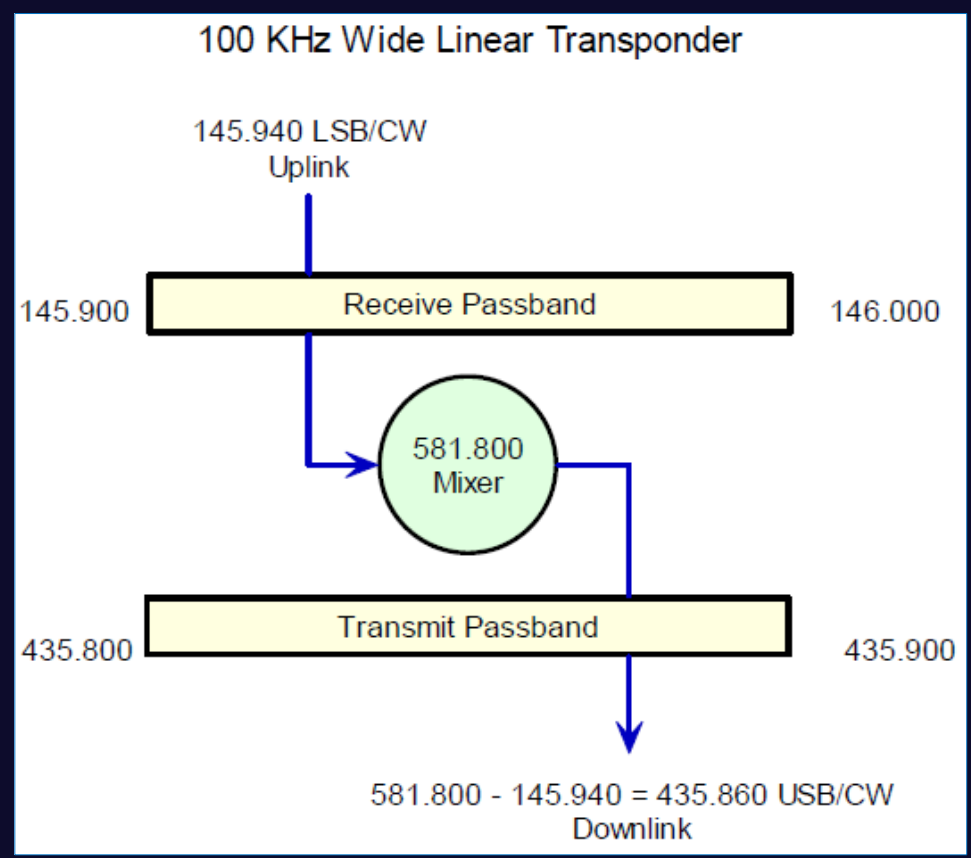 100 KHz Wide Linear Transponder
145.940 LSB/CW
Uplink
145.900
Receive Passband
146.000
581.800
Mixer
435.800
Transmit Passband
435.900
581.800 - 145.940 = 435.860 USB/CW
Downlink